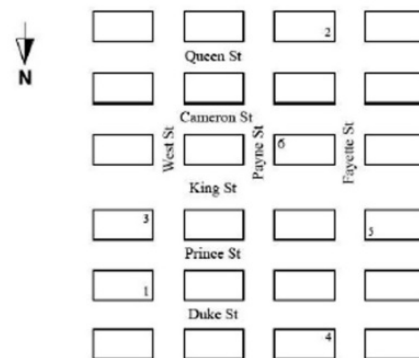 2
Queen St
N
Cameron St
West St
Payne St
6
Fayette St
King St
3
5
Prince St
1
Duke St
4